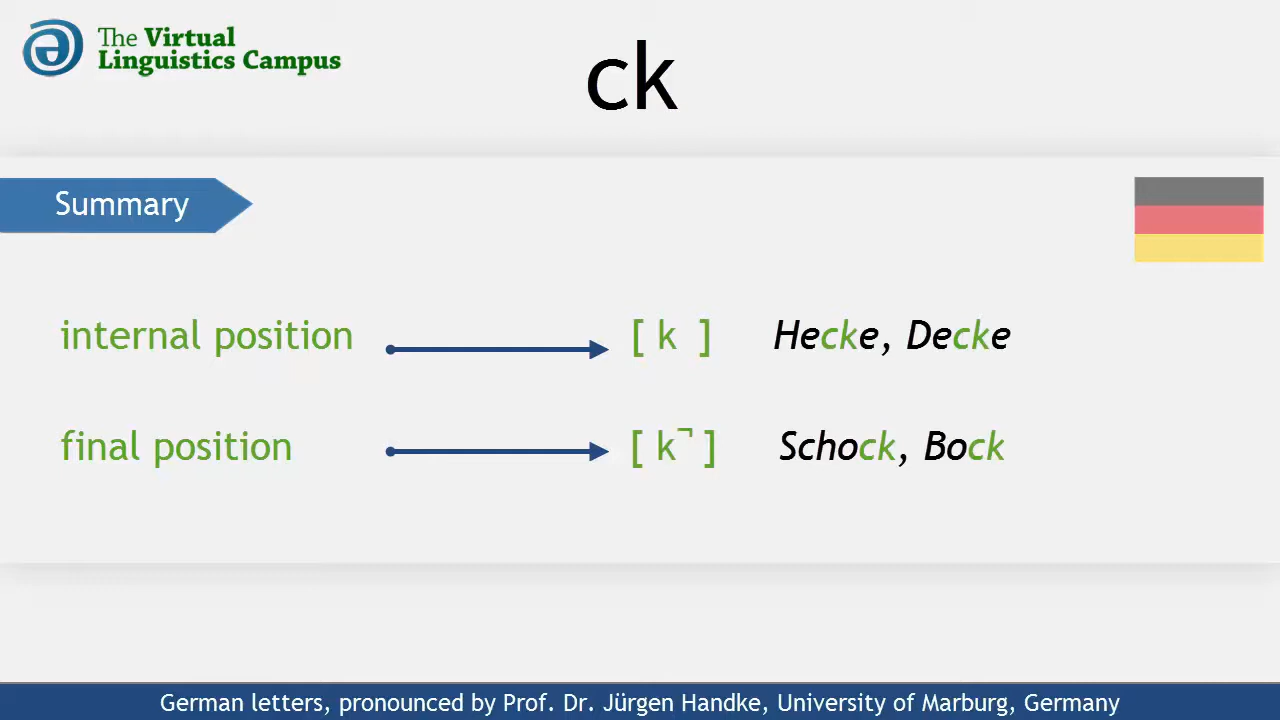 The Virtual
Linguistics Campus
ck
Summary
internal position [ k ] Hecke, Decke
final position [ k̚ ] Schock, Bock
German letters, pronounced by Prof. Dr. Jürgen Handke, University of Marburg, Germany